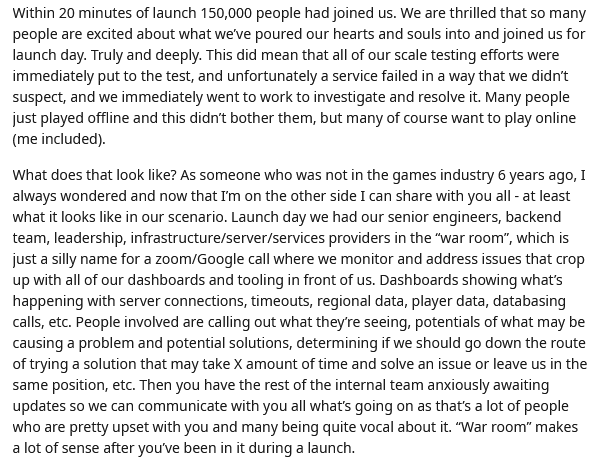 Within 20 minutes of launch 150,000 people had joined us. We are thrilled that so many
people are excited about what we’ve poured our hearts and souls into and joined us for
launch day. Truly and deeply. This did mean that all of our scale testing efforts were
immediately put to the test, and unfortunately a service failed in a way that we didn’t
suspect, and we immediately went to work to investigate and resolve it. Many people
just played offline and this didn’t bother them, but many of course want to play online
(me included).
What does that look like? As someone who was not in the games industry 6 years ago, I
always wondered and now that I’m on the other side I can share with you all - at least
what it looks like in our scenario. Launch day we had our senior engineers, backend
team, leadership, infrastructure/server/services providers in the “war room”, which is
just a silly name for a zoom/Google call where we monitor and address issues that crop
up with all of our dashboards and tooling in front of us. Dashboards showing what’s
happening with server connections, timeouts, regional data, player data, databasing
calls, etc. People involved are calling out what they’re seeing, potentials of what may be
causing a problem and potential solutions, determining if we should go down the route
of trying a solution that may take X amount of time and solve an issue or leave us in the
same position, etc. Then you have the rest of the internal team anxiously awaiting
updates so we can communicate with you all what’s going on as that’s a lot of people
who are pretty upset with you and many being quite vocal about it. “War room” makes
a lot of sense after you’ve been in it during a launch.